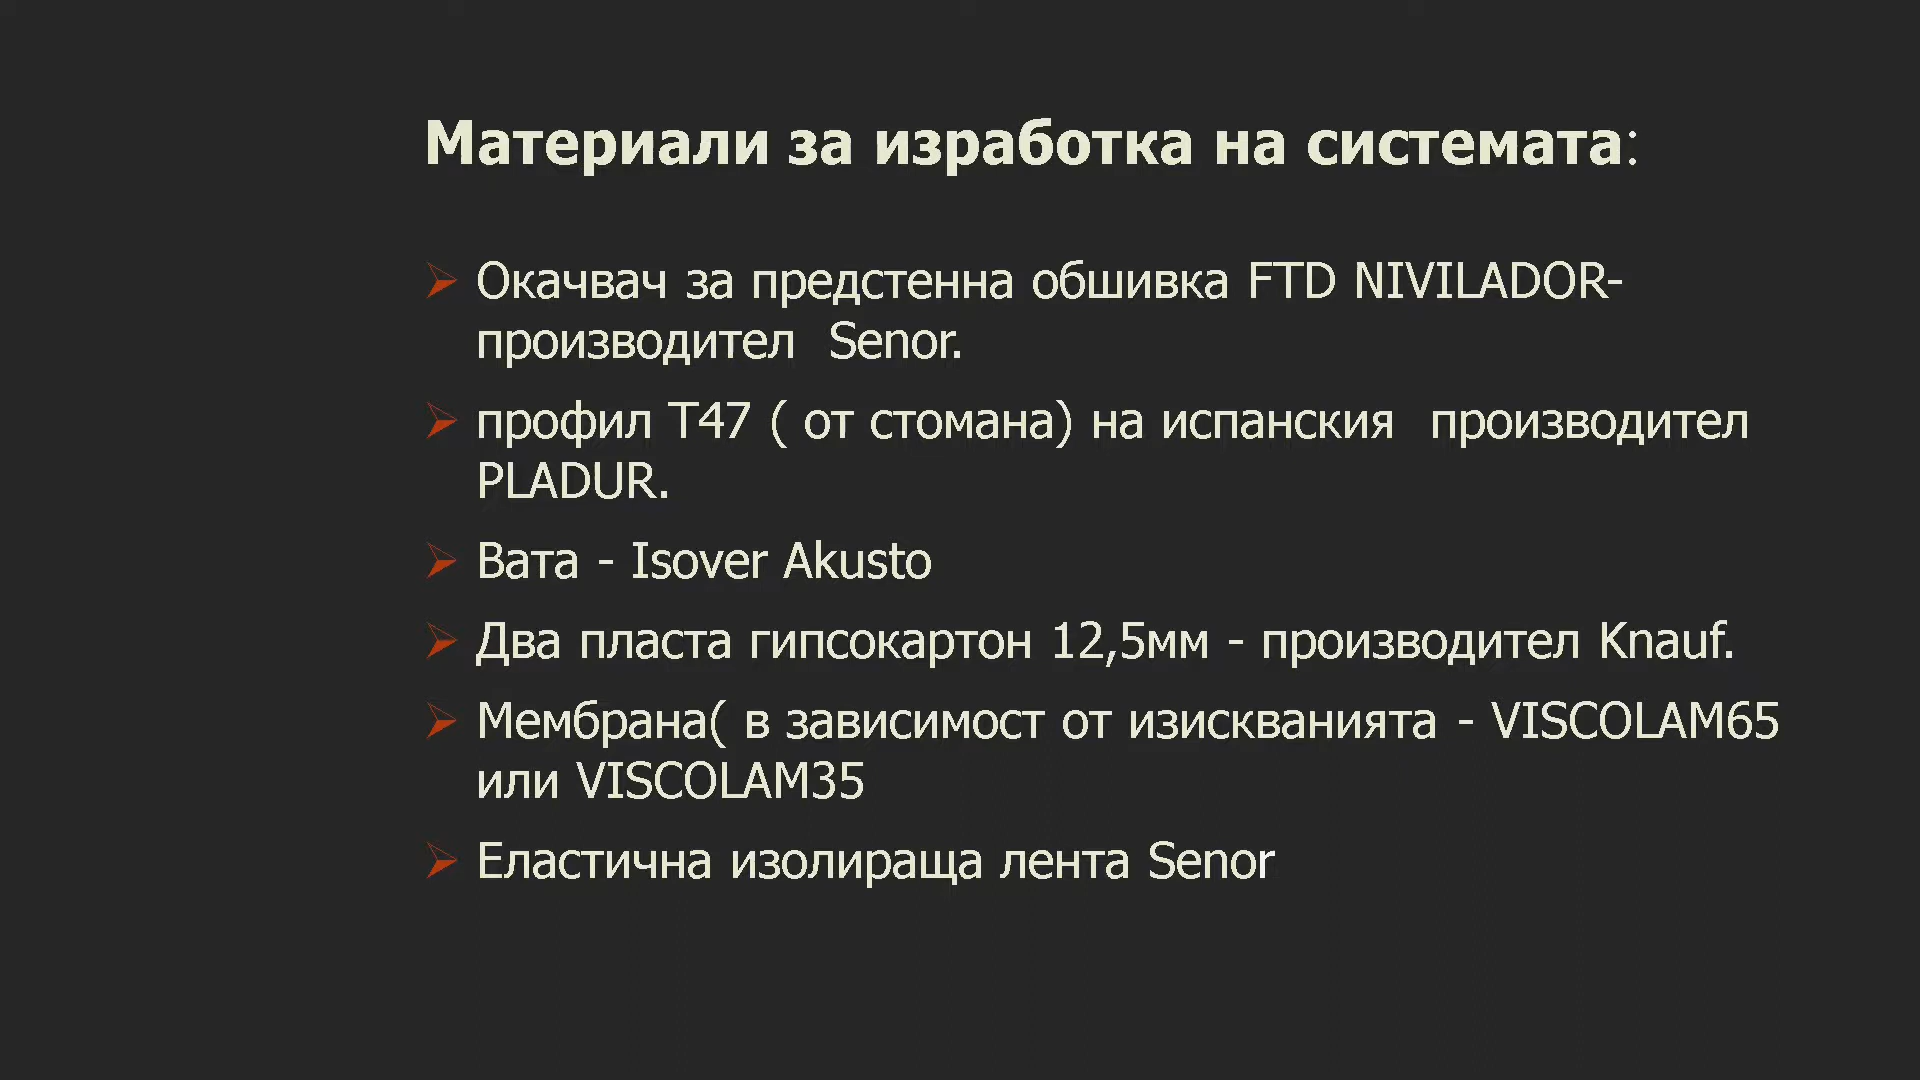 Материали за изработка на системата:
Окачвач за предстенна обшивка FTD NIVILADOR-
производител  Senor.
профил Т47 ( от стомана) на испанския  производител
PLADUR.
Вата - Isover Akusto
Два пласта гипсокартон 12,5мм - производител Knauf.
Мембрана( в зависимост от изискванията - VISCOLAM65
или VISCOLAM35
Еластична изолираща лента Senor